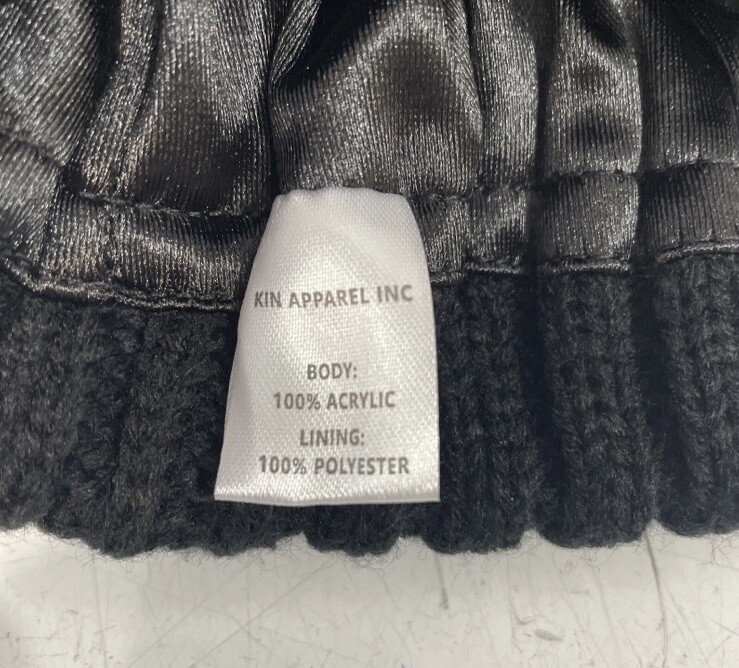 KIN APPAREL INC
BODY:
100% ACRYLIC
LINING:
100% POLYESTER